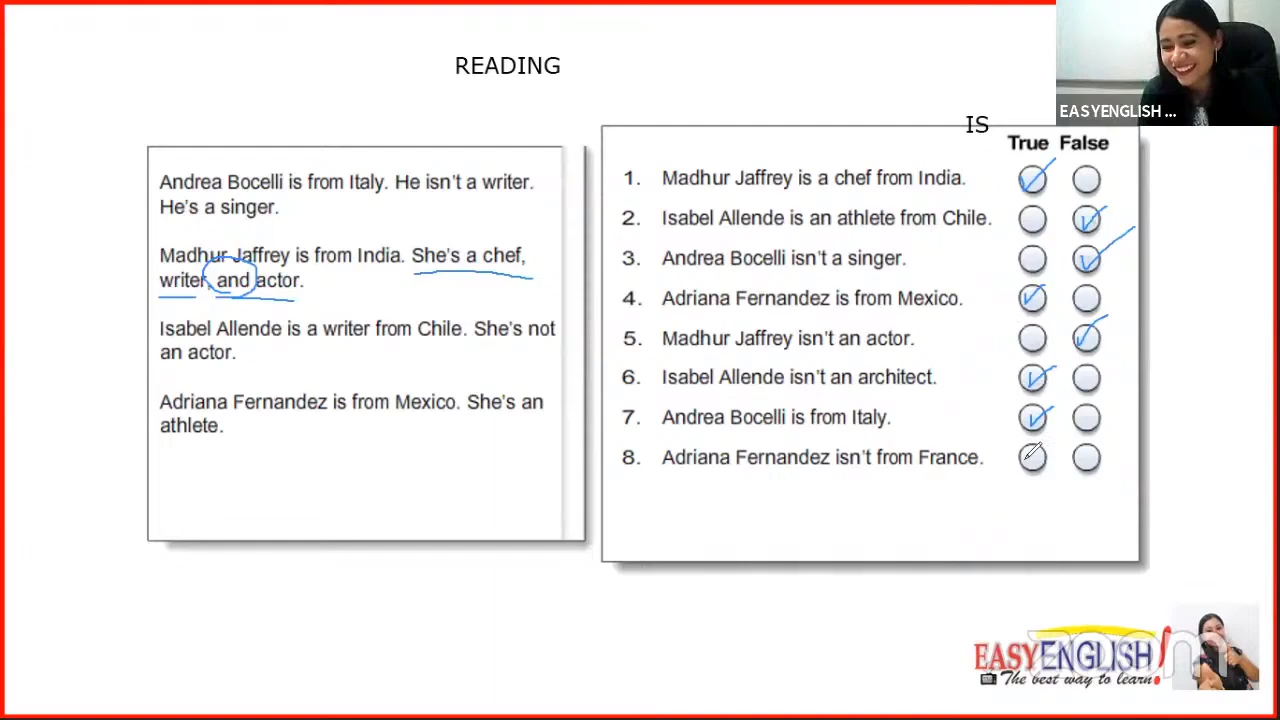 READING
EASYENGLISH ...
IS
True False
Andrea Bocelli is from Italy. He isn't a writer.
He's a singer.
Madhur Jaffrey is from India. She's a chef,
writer, and actor.
Isabel Allende is a writer from Chile. She's not
an actor.
Adriana Fernandez is from Mexico. She's an
athlete.
1. Madhur Jaffrey is a chef from India.
2. Isabel Allende is an athlete from Chile.
3. Andrea Bocelli isn't a singer.
4. Adriana Fernandez is from Mexico.
5. Madhur Jaffrey isn't an actor.
6. Isabel Allende isn't an architect.
7. Andrea Bocelli is from Italy.
8. Adriana Fernandez isn't from France.
zoom
EASYENGLISH!
The best way to learn